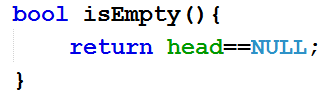 bool isEmpty(){
    return head==NULL;
}